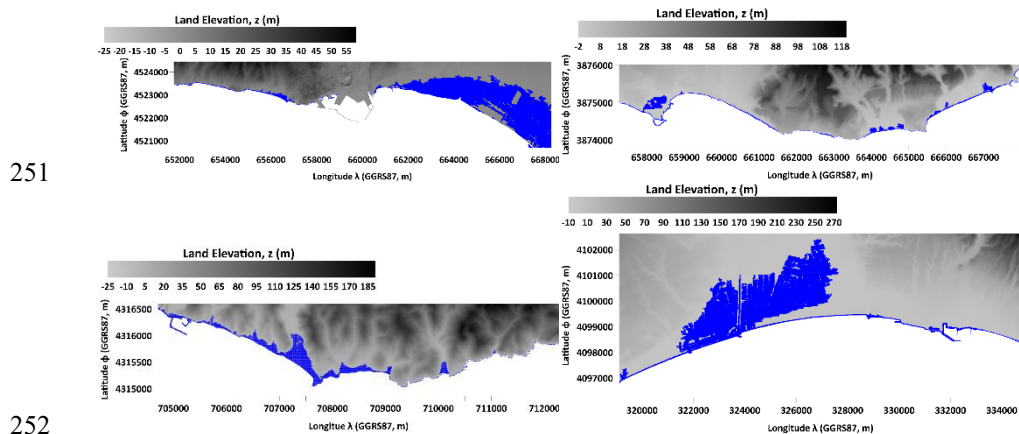 Land Elevation, z (m)
-25 -20 -15 -10 -5 0 5 10 15 20 25 30 35 40 45 50 55
Latitude ф (GGRS87, m)
4524000
4523000
4522000
4521000
652000 654000 656000 658000 660000 662000 664000 666000 668000
Longitude λ (GGRS87, m)
Land Elevation, z (m)
-2 8 18 28 38 48 58 68 78 88 98 108 118
Latitude ф (GGRS87, m)
3876000
3875000
3874000
658000 659000 660000 661000 662000 663000 664000 665000 666000 667000
Longitude λ (GGRS87, m)
251
Land Elevation, z (m)
-25 -10 5 20 35 50 65 80 95 110 125 140 155 170 185
Latitude ф (GGRS87, m)
4316500
4316000
4315500
4315000
705000 706000 707000 708000 709000 710000 711000 712000
Longitue λ (GGRS87, m)
Land Elevation, z (m)
-10 10 30 50 70 90 110 130 150 170 190 210 230 250 270
Latitude ф (GGRS87, m)
4102000
4101000
4100000
4099000
4098000
4097000
320000 322000 324000 326000 328000 330000 332000 334000
Longitude λ (GGRS87, m)
252